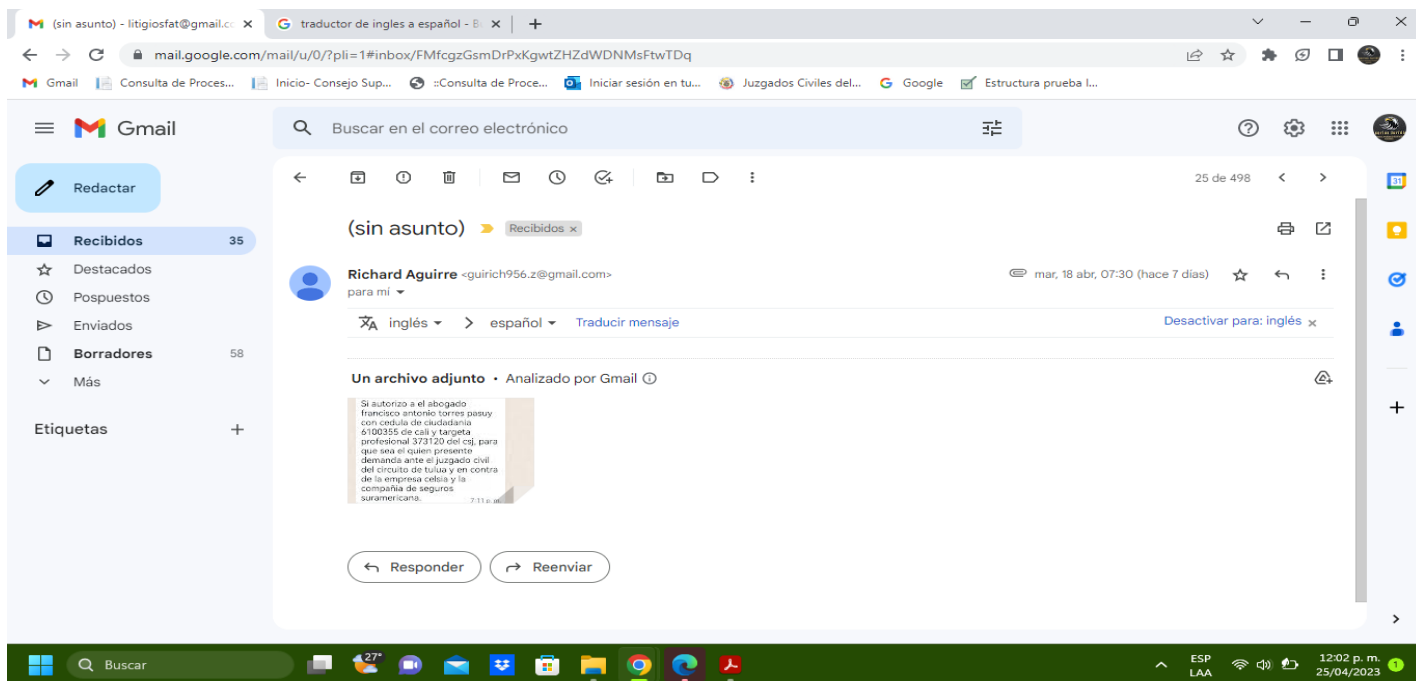 (sin asunto) - litigiosfat@gmail.cc
traductor de ingles a español - B
mail.google.com/mail/u/0/?pli=1#inbox/FMfcgzGsmDrPxKgwtZHZdWDNMsFtwTDq
Gmail Consulta de Proces... Inicio- Consejo Sup... ::Consulta de Proce... Iniciar sesión en tu... Juzgados Civiles del... Google Estructura prueba l...
Gmail
Buscar en el correo electrónico
Redactar
25 de 498
31
(sin asunto) Recibidos x
Recibidos 35
Destacados
Pospuestos
Enviados
Borradores 58
Más
Etiquetas
Richard Aguirre <guirich956.z@gmail.com>
mar, 18 abr, 07:30 (hace 7 días)
para mí
inglés > español Traducir mensaje
Desactivar para: inglés x
Un archivo adjunto • Analizado por Gmail
Si autorizo a el abogado
francisco antonio torres pasuy
con cedula de ciudadania
6100355 de cali y targeta
profesional 373120 del csj, para
que sea el quien presente
demanda ante el juzgado civil
del circuito de tulua y en contra
de la empresa celsia y la
compañia de seguros
suramericana.
7:11 p. m.
Responder
Reenviar
Buscar
27°
ESP
LAA
12:02 p. m.
25/04/2023
1